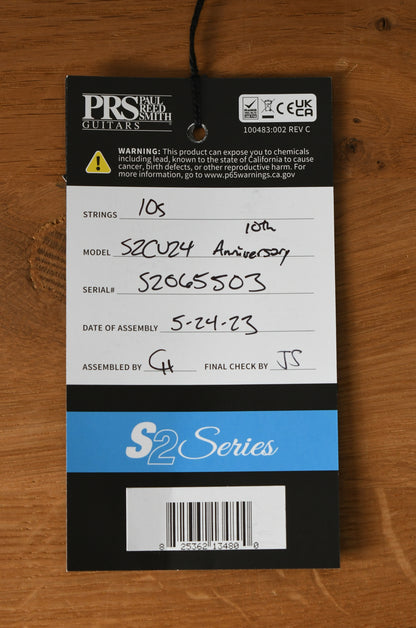 PRS PAUL REED SMITH
GUITARS
CE UKCA
100483:002 REV C
WARNING: This product can expose you to chemicals
including lead, known to the state of California to cause
cancer, birth defects, or other reproductive harm. For
more information, go to www.p65warnings.ca.gov
STRINGS 10s
MODEL S2CU24 10th Anniversary
SERIAL# S2065503
DATE OF ASSEMBLY 5-24-23
ASSEMBLED BY CH FINAL CHECK BY JS
S2 Series
8 25362 13480 0